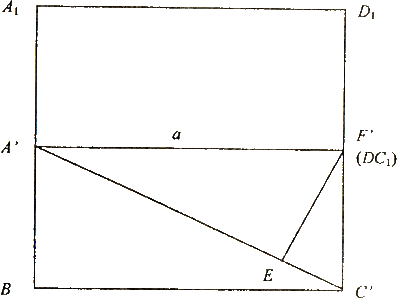 A₁ D₁
A' a F'
(DC₁)
E
B C'